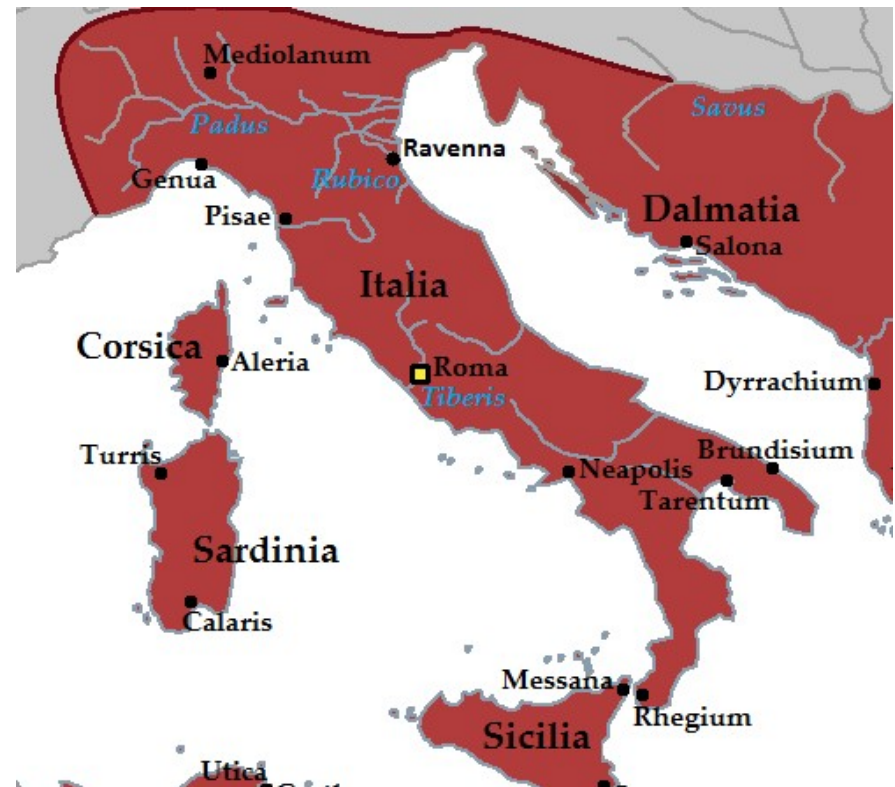 Mediolanum
Padus
Savus
Ravenna
Genua
Rubico
Pisae
Dalmatia
Salona
Italia
Corsica
Aleria
Roma
Tiberis
Dyrrachium
Turris
Neapolis
Brundisium
Tarentum
Sardinia
Calaris
Messana
Rhegium
Sicilia
Utica